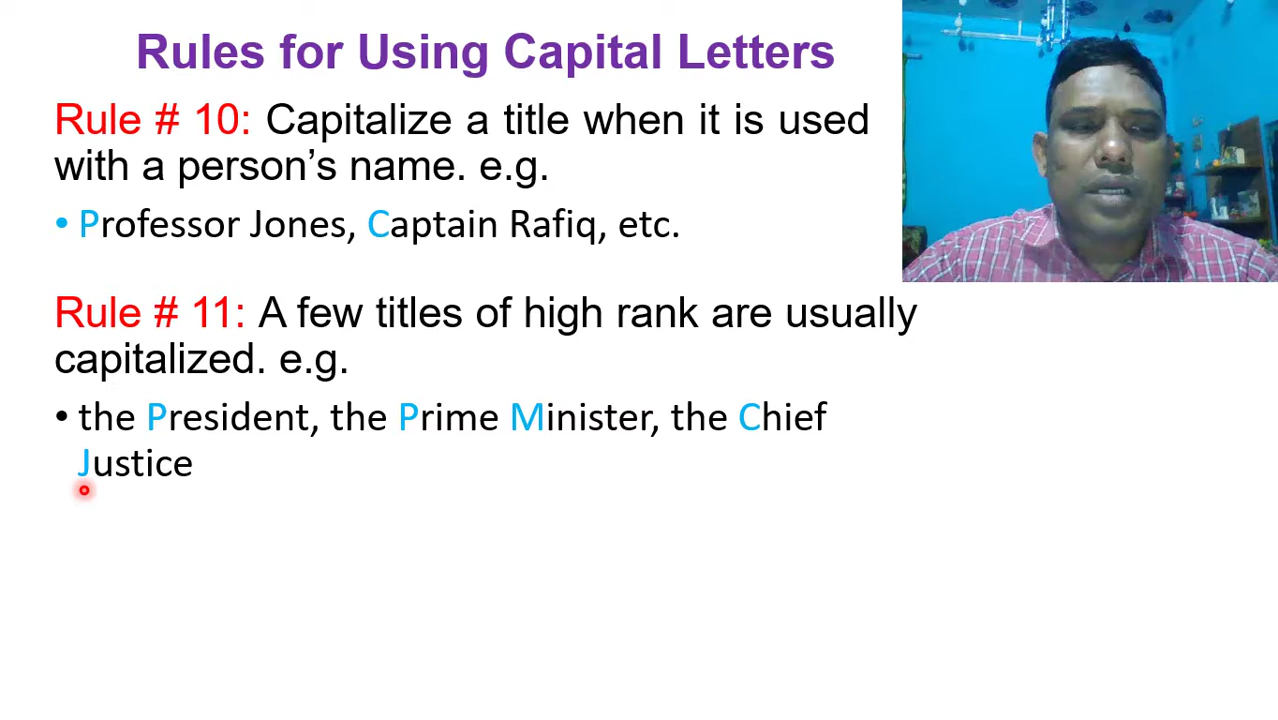 Rules for Using Capital Letters
Rule # 10: Capitalize a title when it is used
with a person’s name. e.g.
• Professor Jones, Captain Rafiq, etc.
Rule # 11: A few titles of high rank are usually
capitalized. e.g.
• the President, the Prime Minister, the Chief
Justice